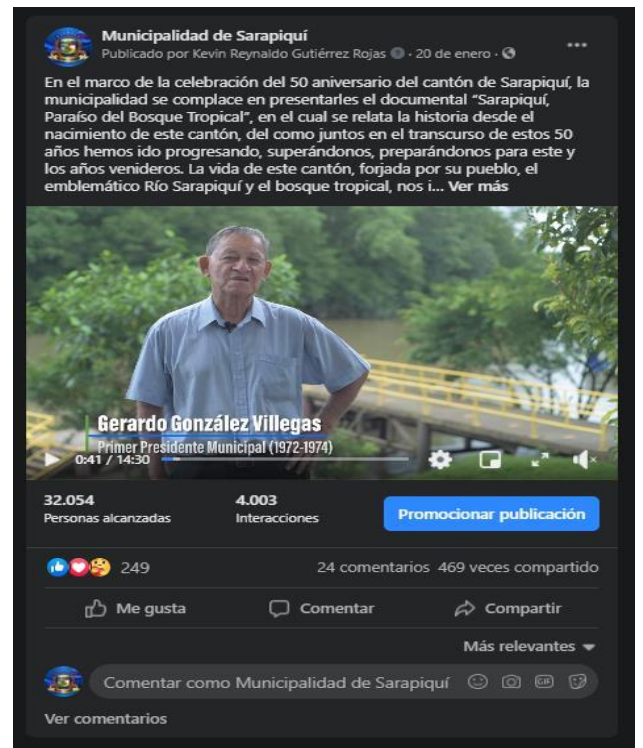 Municipalidad de Sarapiquí
Publicado por Kevin Reynaldo Gutiérrez Rojas · 20 de enero ·
En el marco de la celebración del 50 aniversario del cantón de Sarapiquí, la
municipalidad se complace en presentarles el documental “Sarapiquí,
Paraíso del Bosque Tropical”, en el cual se relata la historia desde el
nacimiento de este cantón, del como juntos en el transcurso de estos 50
años hemos ido progresando, superándonos, preparándonos para este y
los años venideros. La vida de este cantón, forjada por su pueblo, el
emblemático Río Sarapiquí y el bosque tropical, nos i... Ver más
Gerardo González Villegas
Primer Presidente Municipal (1972-1974)
0:41 / 14:30
32.054
Personas alcanzadas
4.003
Interacciones
Promocionar publicación
249
24 comentarios 469 veces compartido
Me gusta
Comentar
Compartir
Más relevantes
Comentar como Municipalidad de Sarapiquí
GIF
Ver comentarios